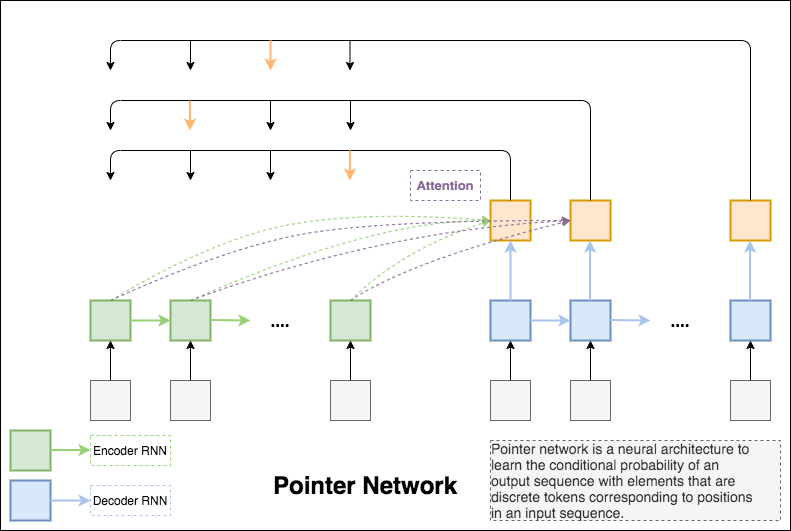 Attention
....
....
Encoder RNN
Decoder RNN
Pointer Network
Pointer network is a neural architecture to
learn the conditional probability of an
output sequence with elements that are
discrete tokens corresponding to positions
in an input sequence.